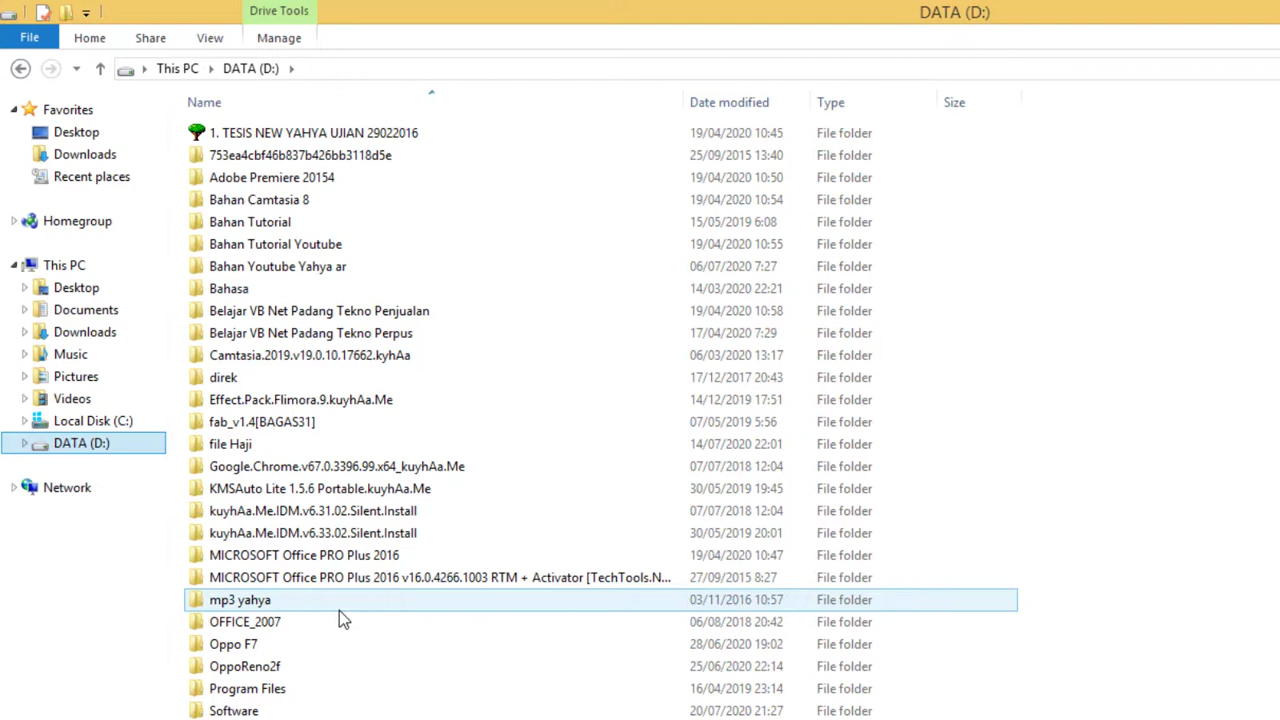 Drive Tools
DATA (D:)
File Home Share View Manage
This PC DATA (D:)
Name Date modified Type Size
Favorites
Desktop
Downloads
Recent places
Homegroup
This PC
Desktop
Documents
Downloads
Music
Pictures
Videos
Local Disk (C:)
DATA (D:)
Network
1. TESIS NEW YAHYA UJIAN 29022016 19/04/2020 10:45 File folder
753ea4cbf46b837b426bb3118d5e 25/09/2015 13:40 File folder
Adobe Premiere 20154 19/04/2020 10:50 File folder
Bahan Camtasia 8 19/04/2020 10:54 File folder
Bahan Tutorial 15/05/2019 6:08 File folder
Bahan Tutorial Youtube 19/04/2020 10:55 File folder
Bahan Youtube Yahya ar 06/07/2020 7:27 File folder
Bahasa 14/03/2020 22:21 File folder
Belajar VB Net Padang Tekno Penjualan 19/04/2020 10:58 File folder
Belajar VB Net Padang Tekno Perpus 17/04/2020 7:29 File folder
Camtasia.2019.v19.0.10.17662.kyhAa 06/03/2020 13:17 File folder
direk 17/12/2017 20:43 File folder
Effect.Pack.Flimora.9.kuyhAa.Me 14/12/2019 17:51 File folder
fab_v1.4[BAGAS31] 07/05/2019 5:56 File folder
file Haji 14/07/2020 22:01 File folder
Google.Chrome.v67.0.3396.99.x64_kuyhAa.Me 07/07/2018 12:04 File folder
KMSAuto Lite 1.5.6 Portable.kuyhAa.Me 30/05/2019 19:45 File folder
kuyhAa.Me.IDM.v6.31.02.Silent.Install 07/07/2018 12:04 File folder
kuyhAa.Me.IDM.v6.33.02.Silent.Install 30/05/2019 20:01 File folder
MICROSOFT Office PRO Plus 2016 19/04/2020 10:47 File folder
MICROSOFT Office PRO Plus 2016 v16.0.4266.1003 RTM + Activator [TechTools.N... 27/09/2015 8:27 File folder
mp3 yahya 03/11/2016 10:57 File folder
OFFICE_2007 06/08/2018 20:42 File folder
Oppo F7 28/06/2020 19:02 File folder
OppoReno2f 25/06/2020 22:14 File folder
Program Files 16/04/2019 23:14 File folder
Software 20/07/2020 21:27 File folder